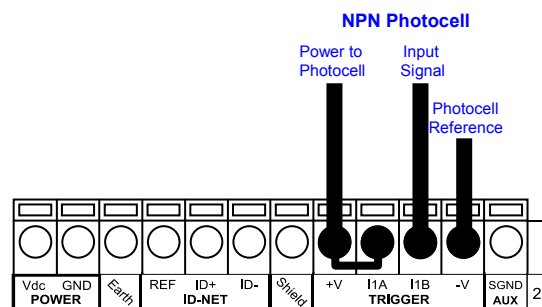 NPN Photocell
Power to
Photocell
Input
Signal
Photocell
Reference
Vdc GND Earth REF ID+ ID- Shield +V I1A I1B -V SGND
POWER ID-NET TRIGGER AUX 2